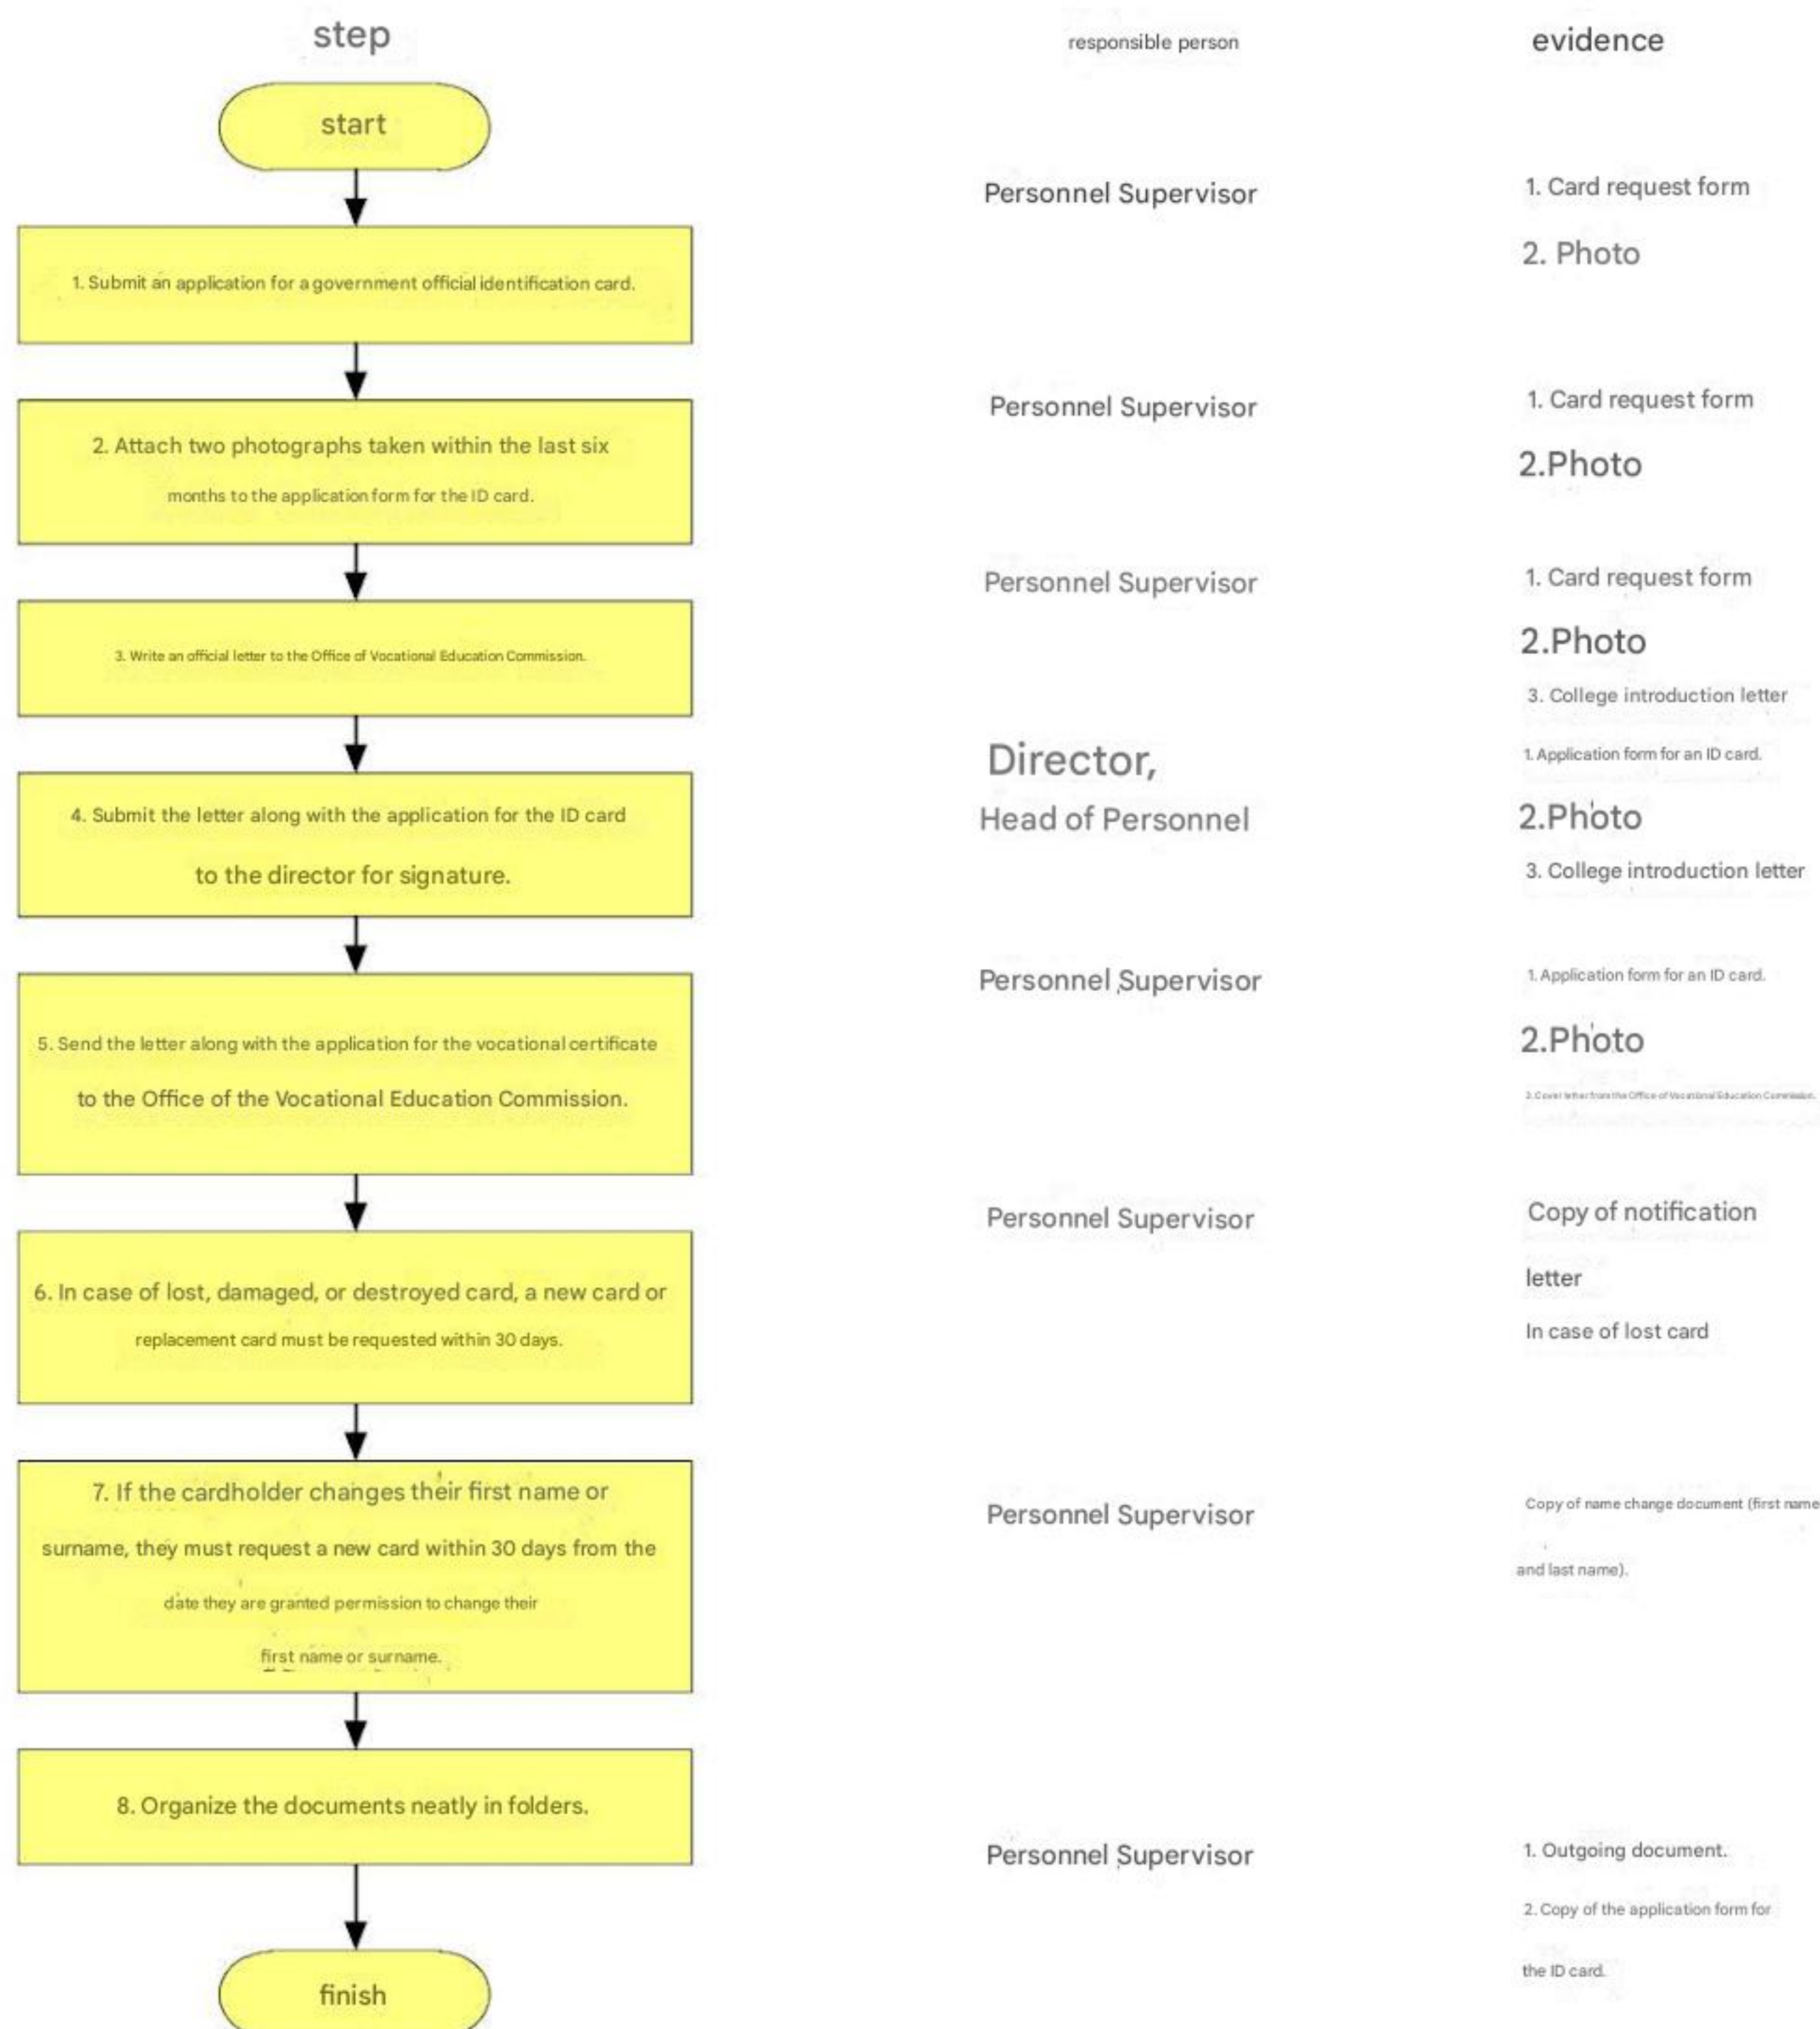 step
responsible person
evidence
start
Personnel Supervisor
1. Card request form
2. Photo
1. Submit an application for a government official identification card.
Personnel Supervisor
1. Card request form
2. Attach two photographs taken within the last six
months to the application form for the ID card.
2.Photo
Personnel Supervisor
1. Card request form
2.Photo
3. Write an official letter to the Office of Vocational Education Commission.
3. College introduction letter
Director,
Head of Personnel
1. Application form for an ID card.
2.Photo
3. College introduction letter
4. Submit the letter along with the application for the ID card
to the director for signature.
Personnel Supervisor
1. Application form for an ID card.
2.Photo
3. Cover letter from the Office of Vocational Education Commission.
5. Send the letter along with the application for the vocational certificate
to the Office of the Vocational Education Commission.
Personnel Supervisor
Copy of notification
letter
In case of lost card
6. In case of lost, damaged, or destroyed card, a new card or
replacement card must be requested within 30 days.
7. If the cardholder changes their first name or
surname, they must request a new card within 30 days from the
date they are granted permission to change their
first name or surname.
Personnel Supervisor
Copy of name change document (first name
and last name).
8. Organize the documents neatly in folders.
Personnel Supervisor
1. Outgoing document.
2. Copy of the application form for
the ID card.
finish